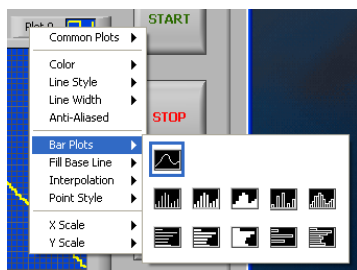 Plot 0
START
Common Plots
Color
Line Style
Line Width
Anti-Aliased
STOP
Bar Plots
Fill Base Line
Interpolation
Point Style
X Scale
Y Scale